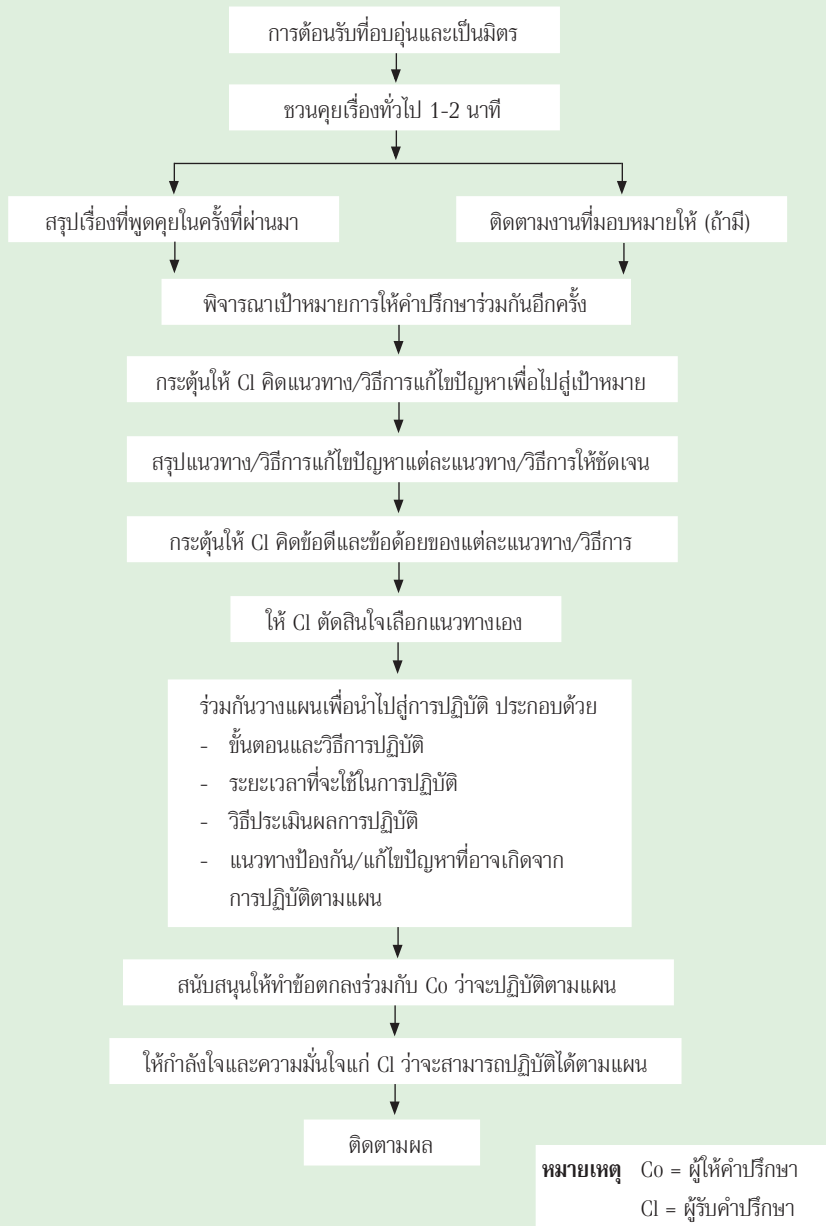 การต้อนรับที่อบอุ่นและเป็นมิตร
ชวนคุยเรื่องทั่วไป 1-2 นาที
สรุปเรื่องที่พูดคุยในครั้งที่ผ่านมา
ติดตามงานที่มอบหมายให้ (ถ้ามี)
พิจารณาเป้าหมายการให้คำปรึกษาร่วมกันอีกครั้ง
กระตุ้นให้ Cl คิดแนวทาง/วิธีการแก้ไขปัญหาเพื่อไปสู่เป้าหมาย
สรุปแนวทาง/วิธีการแก้ไขปัญหาแต่ละแนวทาง/วิธีการให้ชัดเจน
กระตุ้นให้ Cl คิดข้อดีและข้อด้อยของแต่ละแนวทาง/วิธีการ
ให้ Cl ตัดสินใจเลือกแนวทางเอง
ร่วมกันวางแผนเพื่อนำไปสู่การปฏิบัติ ประกอบด้วย
- ขั้นตอนและวิธีการปฏิบัติ
- ระยะเวลาที่จะใช้ในการปฏิบัติ
- วิธีประเมินผลการปฏิบัติ
- แนวทางป้องกัน/แก้ไขปัญหาที่อาจเกิดจาก
การปฏิบัติตามแผน
สนับสนุนให้ทำข้อตกลงร่วมกับ Co ว่าจะปฏิบัติตามแผน
ให้กำลังใจและความมั่นใจแก่ Cl ว่าจะสามารถปฏิบัติได้ตามแผน
ติดตามผล
หมายเหตุ Co = ผู้ให้คำปรึกษา
Cl = ผู้รับคำปรึกษา